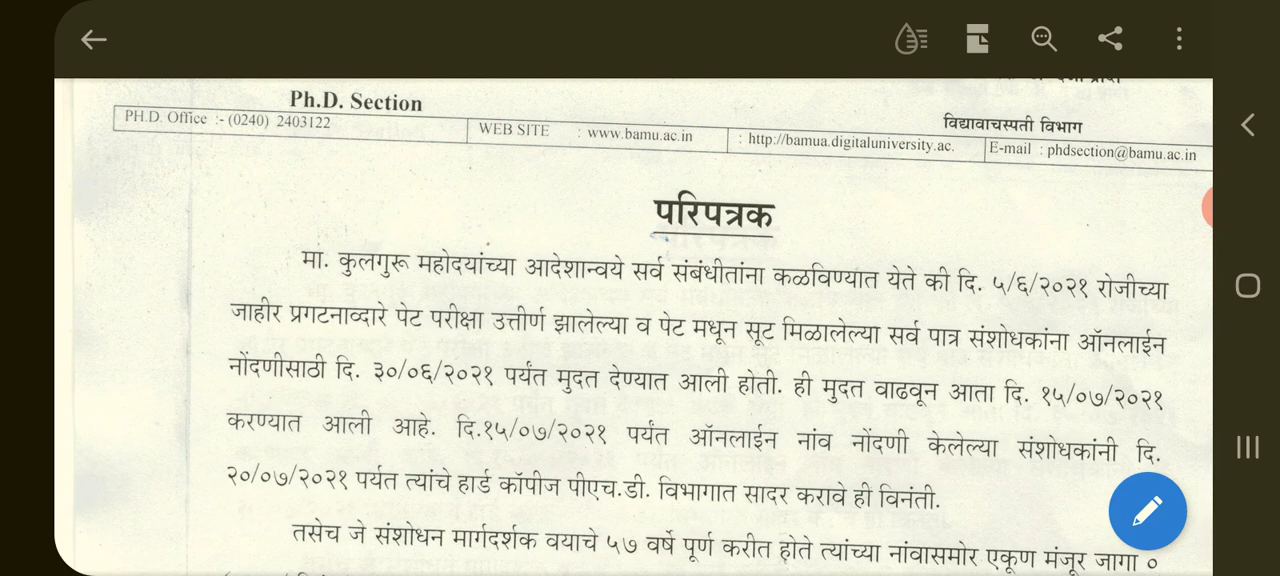 Ph.D. Section
विद्यावाचस्पती विभाग
PH.D. Office :- (0240) 2403122 WEB SITE : www.bamu.ac.in : http://bamua.digitaluniversity.ac. E-mail : phdsection@bamu.ac.in
परिपत्रक
मा. कुलगुरू महोदयांच्या आदेशान्वये सर्व संबंधीतांना कळविण्यात येते की दि. ५/६/२०२१ रोजीच्या
जाहीर प्रगटनाव्दारे पेट परीक्षा उत्तीर्ण झालेल्या व पेट मधून सूट मिळालेल्या सर्व पात्र संशोधकांना ऑनलाईन
नोंदणीसाठी दि. ३०/०६/२०२१ पर्यंत मुदत देण्यात आली होती. ही मुदत वाढवून आता दि. १५/०७/२०२१
करण्यात आली आहे. दि.१५/०७/२०२१ पर्यंत ऑनलाईन नांव नोंदणी केलेल्या संशोधकांनी दि.
२०/०७/२०२१ पर्यत त्यांचे हार्ड कॉपीज पीएच.डी. विभागात सादर करावे ही विनंती.
तसेच जे संशोधन मार्गदर्शक वयाचे ५७ वर्षे पूर्ण करीत होते त्यांच्या नांवासमोर एकूण मंजूर जागा ०